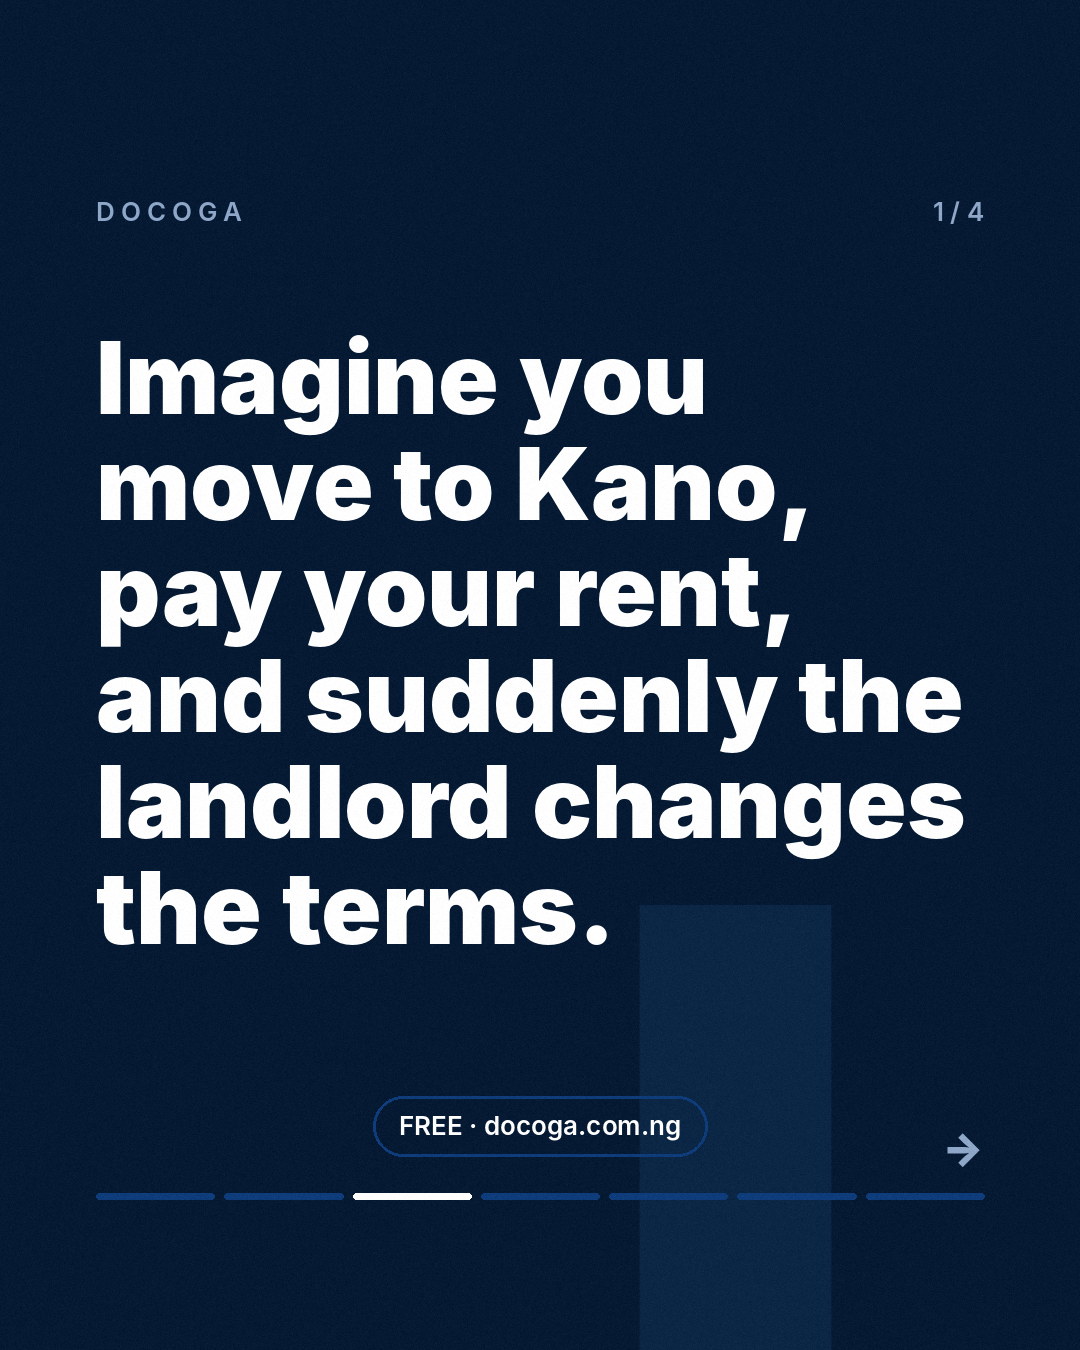 DOCOGA
1/4
Imagine you
move to Kano,
pay your rent,
and suddenly the
landlord changes
the terms.
FREE · docoga.com.ng
→